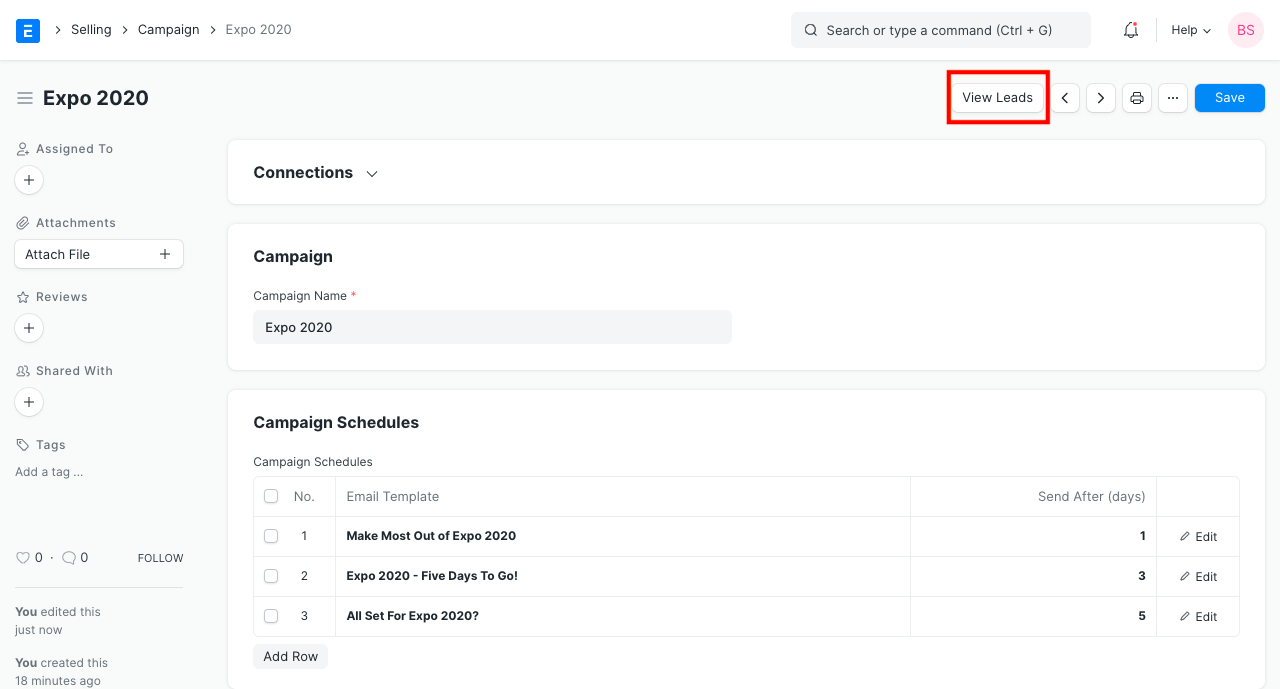 E Selling Campaign Expo 2020 Search or type a command (Ctrl + G) Help BS
Expo 2020 View Leads ... Save
Assigned To
Connections
Attachments
Attach File
Campaign
Reviews
Campaign Name *
Expo 2020
Shared With
Campaign Schedules
Tags
Add a tag ...
Campaign Schedules
No. Email Template Send After (days)
1 Make Most Out of Expo 2020 1 Edit
0 · 0 FOLLOW
2 Expo 2020 - Five Days To Go! 3 Edit
You edited this
just now
3 All Set For Expo 2020? 5 Edit
Add Row
You created this
18 minutes ago